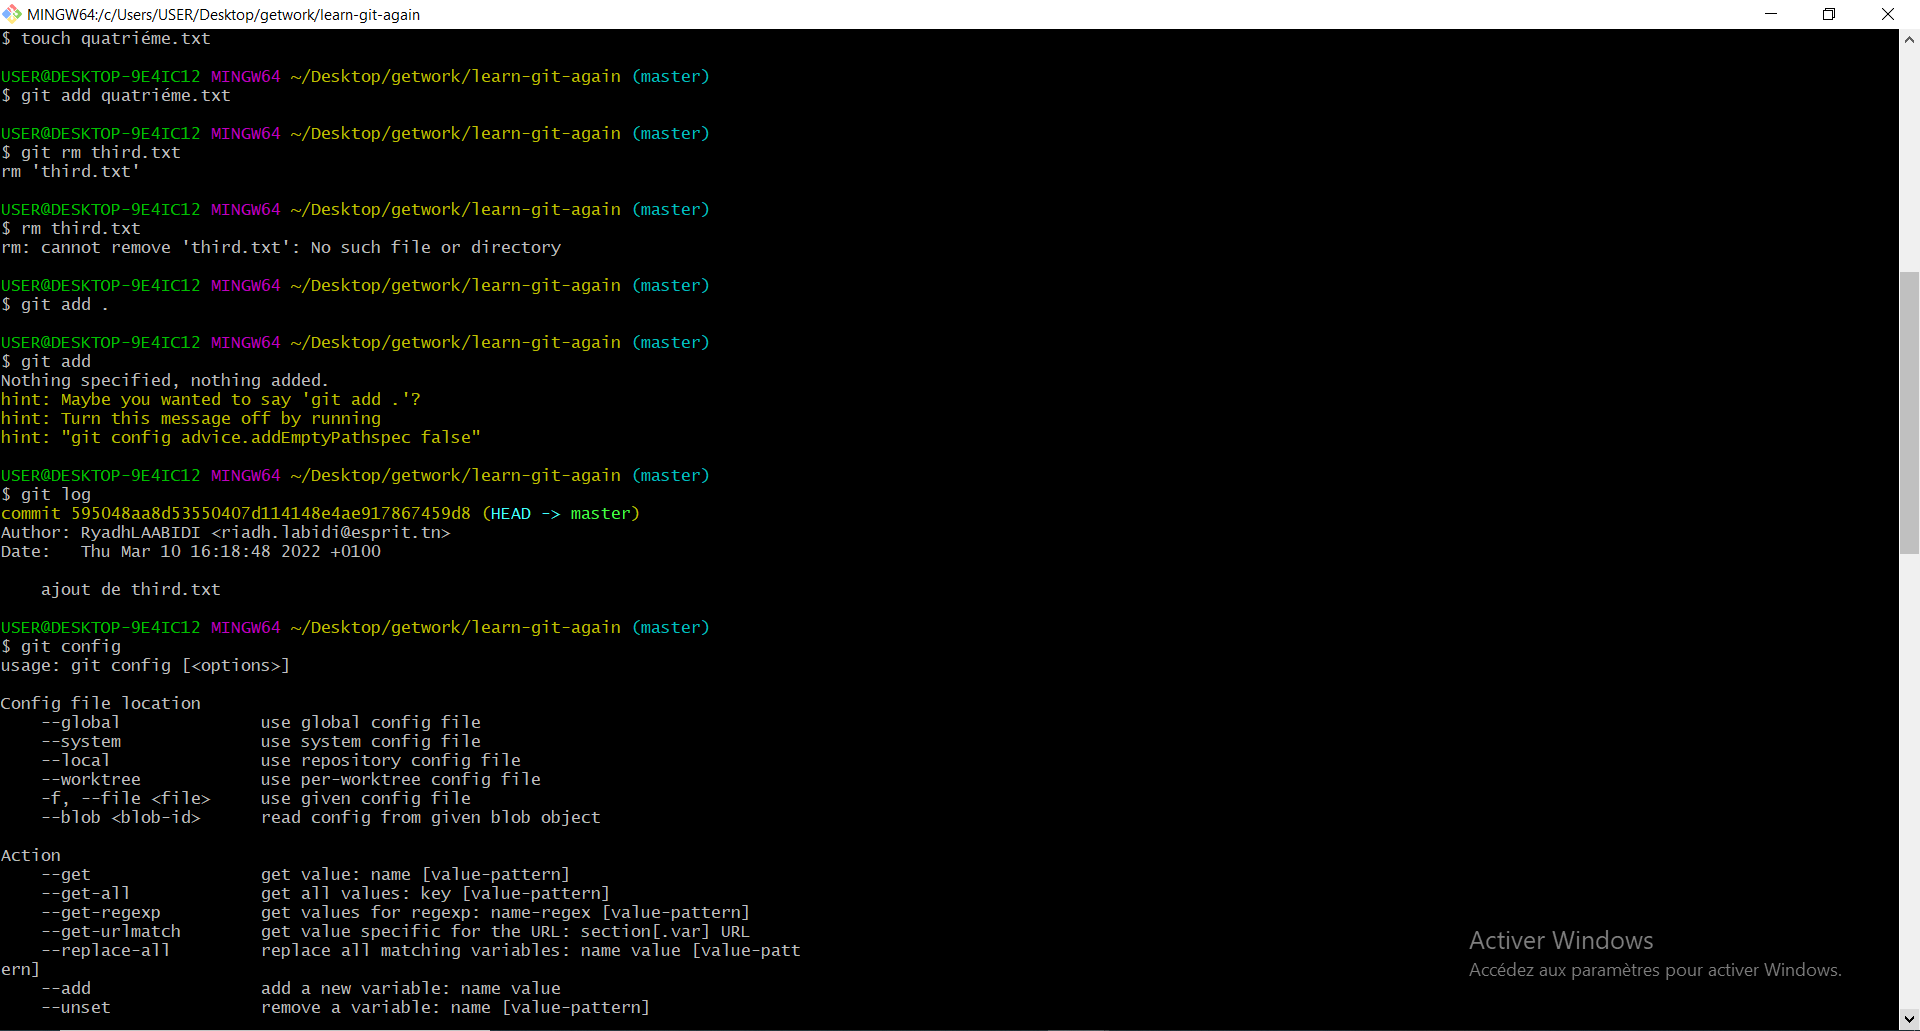 MINGW64:/c/Users/USER/Desktop/getwork/learn-git-again
$ touch quatriéme.txt
USER@DESKTOP-9E4IC12 MINGW64 ~/Desktop/getwork/learn-git-again (master)
$ git add quatriéme.txt
USER@DESKTOP-9E4IC12 MINGW64 ~/Desktop/getwork/learn-git-again (master)
$ git rm third.txt
rm 'third.txt'
USER@DESKTOP-9E4IC12 MINGW64 ~/Desktop/getwork/learn-git-again (master)
$ rm third.txt
rm: cannot remove 'third.txt': No such file or directory
USER@DESKTOP-9E4IC12 MINGW64 ~/Desktop/getwork/learn-git-again (master)
$ git add .
USER@DESKTOP-9E4IC12 MINGW64 ~/Desktop/getwork/learn-git-again (master)
$ git add
Nothing specified, nothing added.
hint: Maybe you wanted to say 'git add .'?
hint: Turn this message off by running
hint: "git config advice.addEmptyPathspec false"
USER@DESKTOP-9E4IC12 MINGW64 ~/Desktop/getwork/learn-git-again (master)
$ git log
commit 595048aa8d53550407d114148e4ae917867459d8 (HEAD -> master)
Author: RyadhLAABIDI <riadh.labidi@esprit.tn>
Date:   Thu Mar 10 16:18:48 2022 +0100
    ajout de third.txt
USER@DESKTOP-9E4IC12 MINGW64 ~/Desktop/getwork/learn-git-again (master)
$ git config
usage: git config [<options>]
Config file location
    --global              use global config file
    --system              use system config file
    --local               use repository config file
    --worktree            use per-worktree config file
    -f, --file <file>     use given config file
    --blob <blob-id>      read config from given blob object
Action
    --get                 get value: name [value-pattern]
    --get-all             get all values: key [value-pattern]
    --get-regexp          get values for regexp: name-regex [value-pattern]
    --get-urlmatch        get value specific for the URL: section[.var] URL
    --replace-all         replace all matching variables: name value [value-patt
ern]
    --add                 add a new variable: name value
    --unset               remove a variable: name [value-pattern]
Activer Windows
Accédez aux paramètres pour activer Windows.